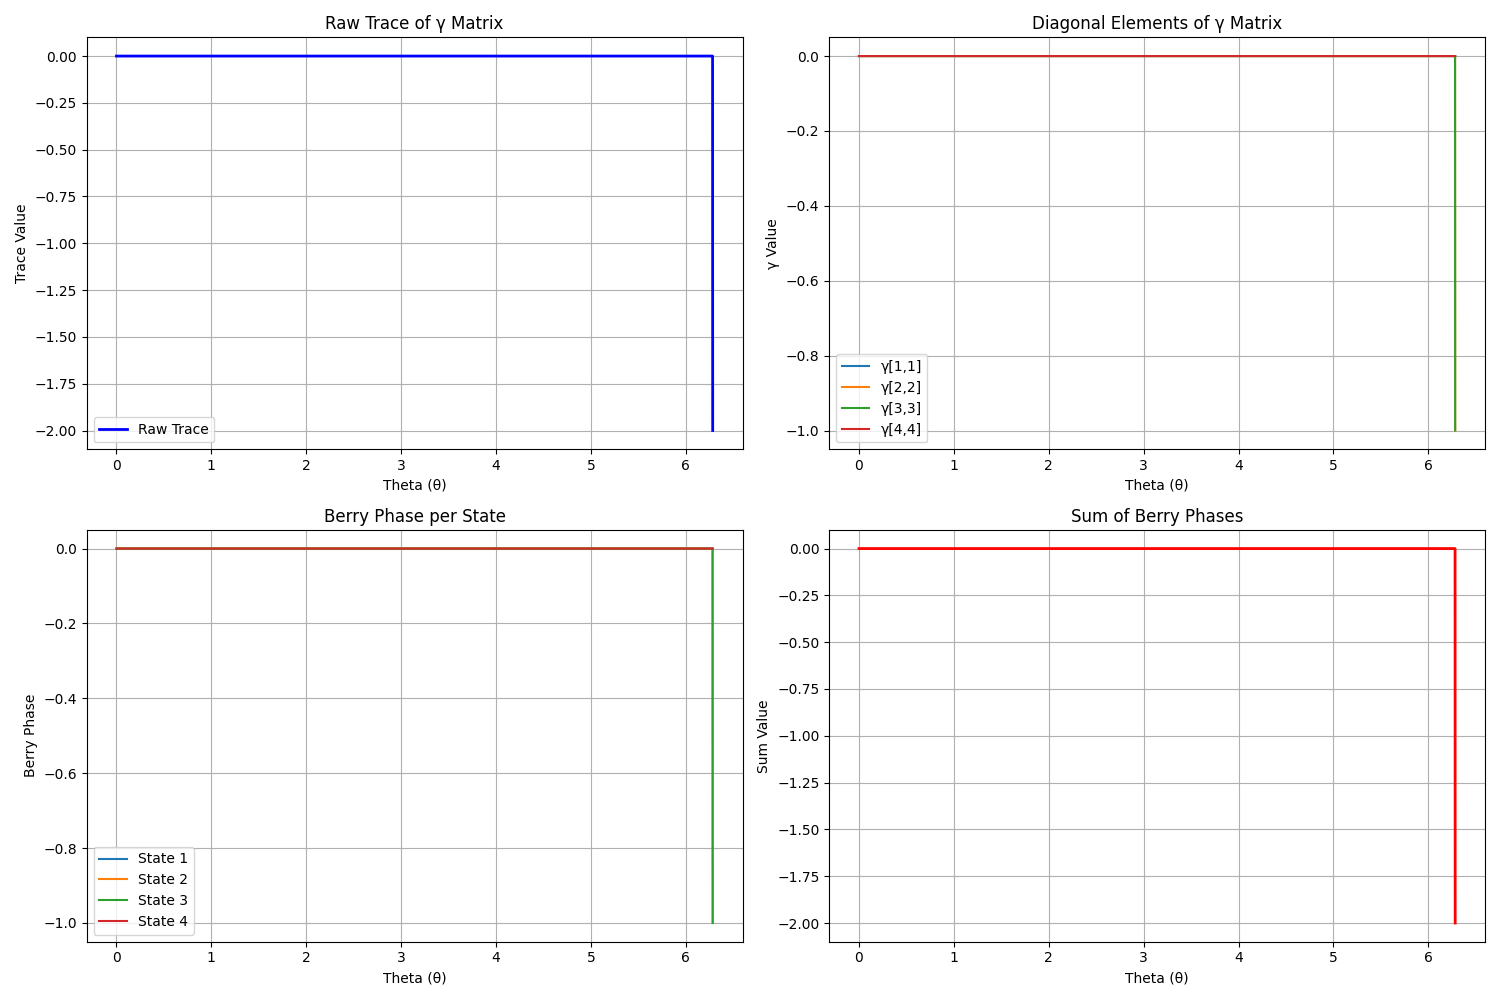 Raw Trace of γ Matrix
Trace Value
0.00
−0.25
−0.50
−0.75
−1.00
−1.25
−1.50
−1.75
−2.00
Raw Trace
0 1 2 3 4 5 6
Theta (θ)
Diagonal Elements of γ Matrix
γ Value
0.0
−0.2
−0.4
−0.6
−0.8
−1.0
γ[1,1]
γ[2,2]
γ[3,3]
γ[4,4]
0 1 2 3 4 5 6
Theta (θ)
Berry Phase per State
Berry Phase
0.0
−0.2
−0.4
−0.6
−0.8
−1.0
State 1
State 2
State 3
State 4
0 1 2 3 4 5 6
Theta (θ)
Sum of Berry Phases
Sum Value
0.00
−0.25
−0.50
−0.75
−1.00
−1.25
−1.50
−1.75
−2.00
0 1 2 3 4 5 6
Theta (θ)